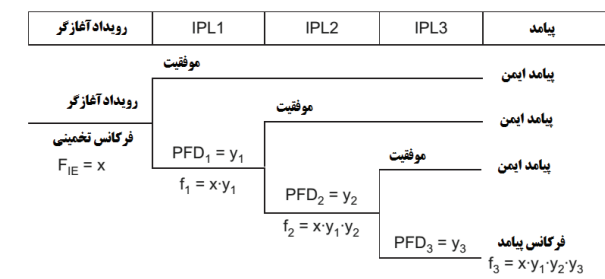 رویداد آغازگر IPL1 IPL2 IPL3 پیامد
موفقیت
پیامد ایمن
رویداد آغازگر
موفقیت
پیامد ایمن
فرکانس تخمینی
F_IE = x
PFD₁ = y₁
موفقیت
پیامد ایمن
f₁ = x·y₁
PFD₂ = y₂
f₂ = x·y₁·y₂
PFD₃ = y₃
فرکانس پیامد
f₃ = x·y₁·y₂·y₃